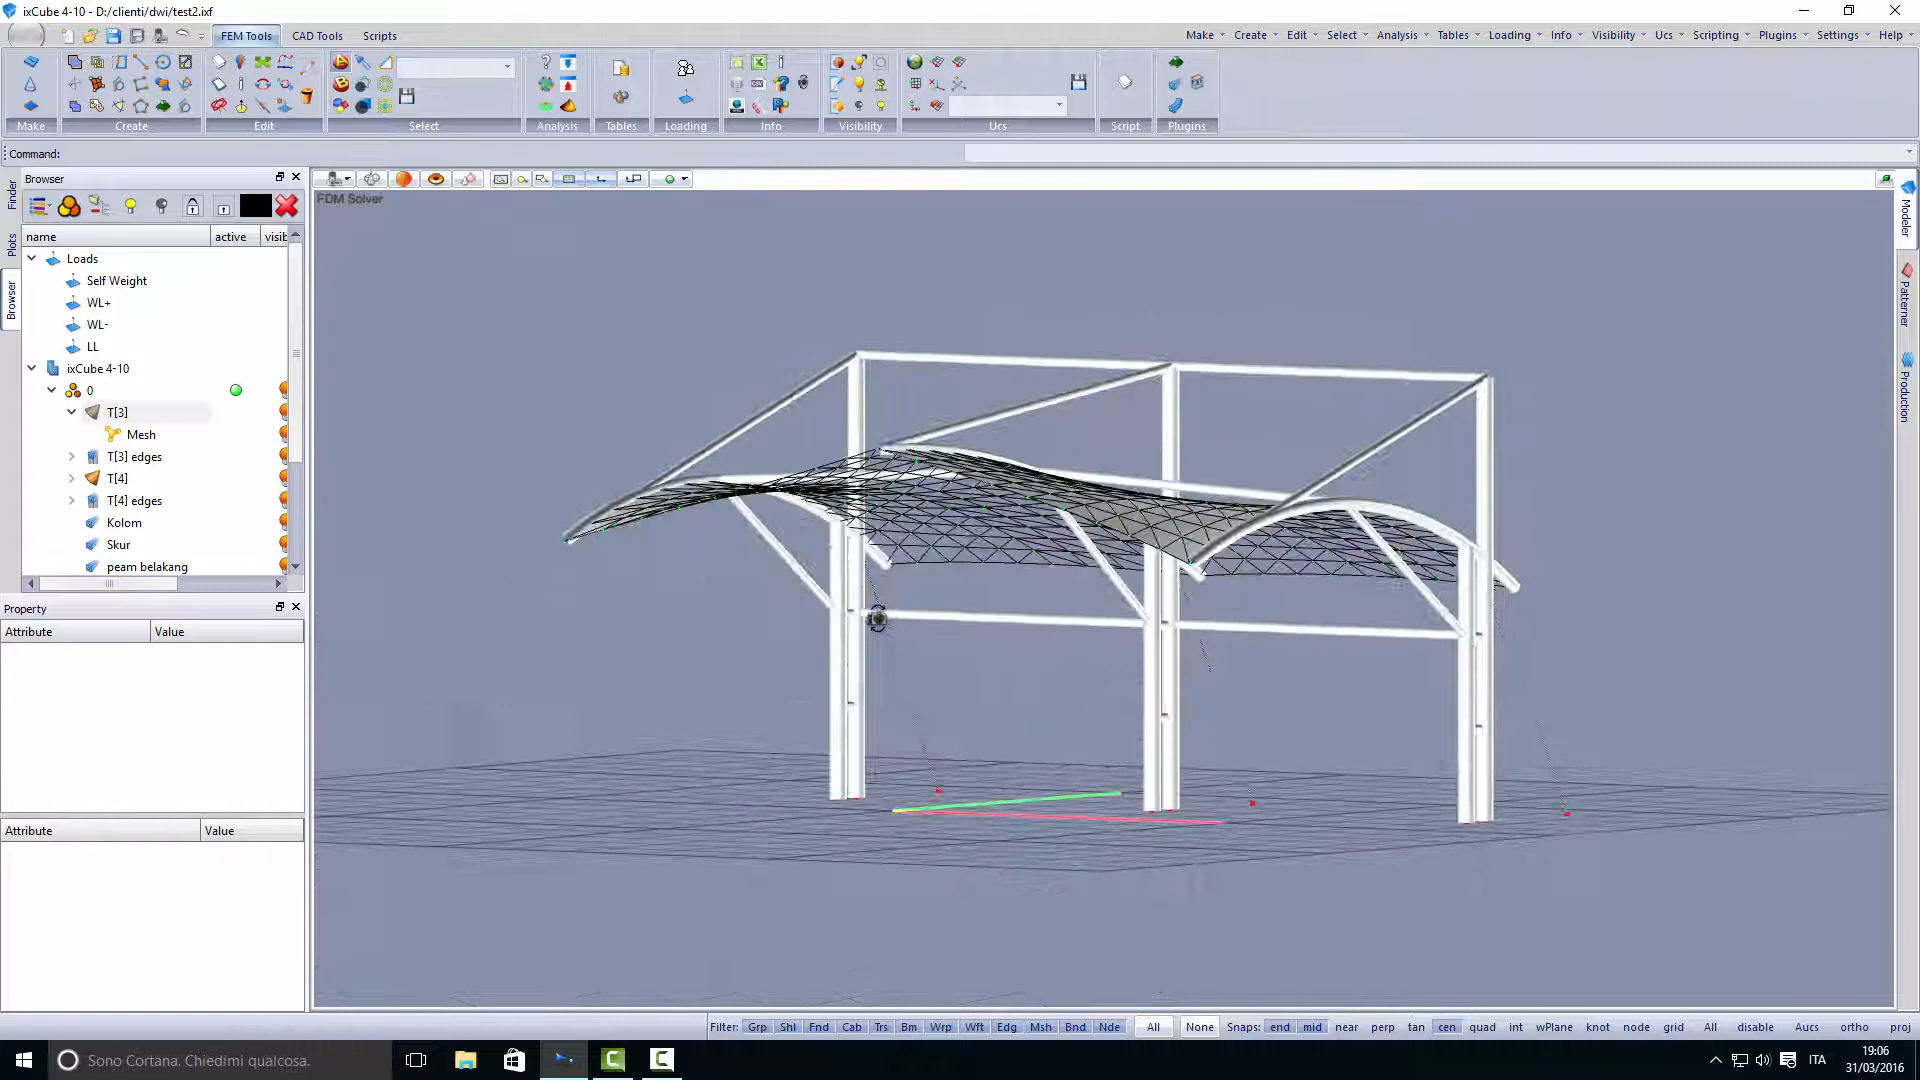 ixCube 4-10 - D:/clienti/dwi/test2.ixf
FEM Tools
CAD Tools
Scripts
Make
Create
Edit
Select
Analysis
Tables
Loading
Info
Visibility
Ucs
Scripting
Plugins
Settings
Help
Make
Create
Edit
Select
Analysis
Tables
Loading
Info
Visibility
Ucs
Script
Plugins
Command:
Browser
Finder
Plots
Browser
name
active
visib
Loads
Self Weight
WL+
WL-
LL
ixCube 4-10
0
T[3]
Mesh
T[3] edges
T[4]
T[4] edges
Kolom
Skur
peam belakang
Property
Attribute
Value
Attribute
Value
FDM Solver
Modeler
Patterner
Production
Filter: Grp Shl Fnd Cab Trs Bm Wrp Wft Edg Msh Bnd Nde All None Snaps: end mid near perp tan cen quad int wPlane knot node grid All disable Aucs ortho proj
Sono Cortana. Chiedimi qualcosa.
ITA
19:06
31/03/2016